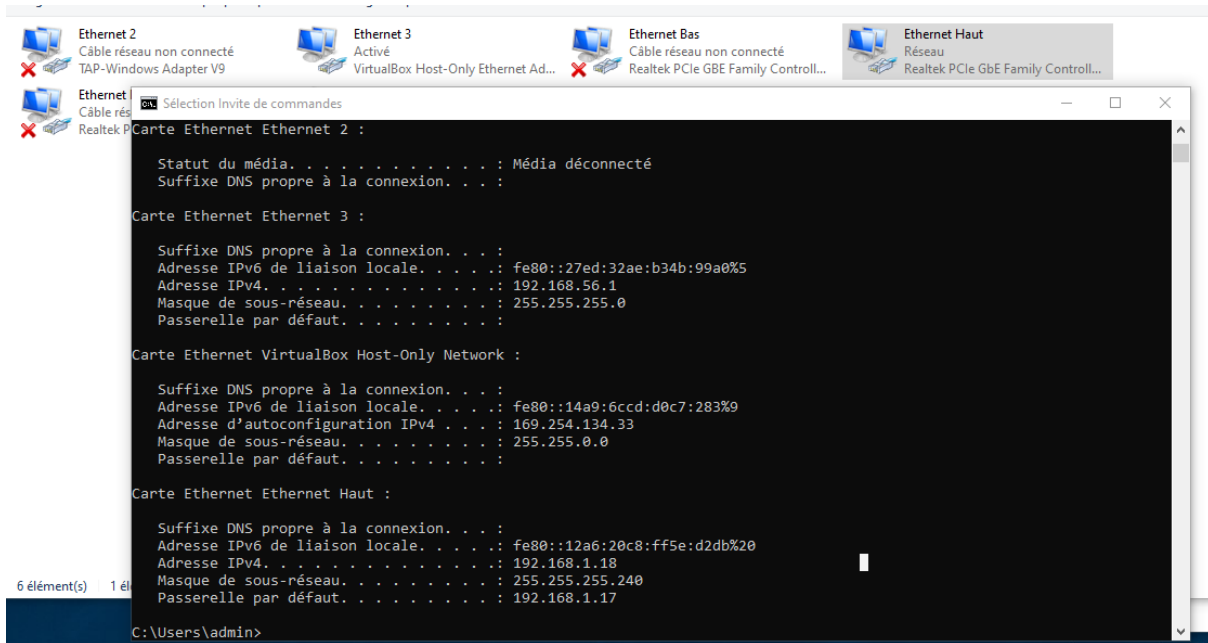 Ethernet 2
Câble réseau non connecté
TAP-Windows Adapter V9
Ethernet 3
Activé
VirtualBox Host-Only Ethernet Ad...
Ethernet Bas
Câble réseau non connecté
Realtek PCIe GBE Family Controll...
Ethernet Haut
Réseau
Realtek PCIe GbE Family Controll...
Ethernet
Câble rés
Realtek P
Sélection Invite de commandes
Carte Ethernet Ethernet 2 :
Statut du média. . . . . . . . . . . . : Média déconnecté
Suffixe DNS propre à la connexion. . . :
Carte Ethernet Ethernet 3 :
Suffixe DNS propre à la connexion. . . :
Adresse IPv6 de liaison locale. . . . .: fe80::27ed:32ae:b34b:99a0%5
Adresse IPv4. . . . . . . . . . . . . .: 192.168.56.1
Masque de sous-réseau. . . . . . . . . : 255.255.255.0
Passerelle par défaut. . . . . . . . . :
Carte Ethernet VirtualBox Host-Only Network :
Suffixe DNS propre à la connexion. . . :
Adresse IPv6 de liaison locale. . . . .: fe80::14a9:6ccd:d0c7:283%9
Adresse d'autoconfiguration IPv4 . . . : 169.254.134.33
Masque de sous-réseau. . . . . . . . . : 255.255.0.0
Passerelle par défaut. . . . . . . . . :
Carte Ethernet Ethernet Haut :
Suffixe DNS propre à la connexion. . . :
Adresse IPv6 de liaison locale. . . . .: fe80::12a6:20c8:ff5e:d2db%20
Adresse IPv4. . . . . . . . . . . . . .: 192.168.1.18
Masque de sous-réseau. . . . . . . . . : 255.255.255.240
Passerelle par défaut. . . . . . . . . : 192.168.1.17
C:\Users\admin>
6 élément(s)
1 él